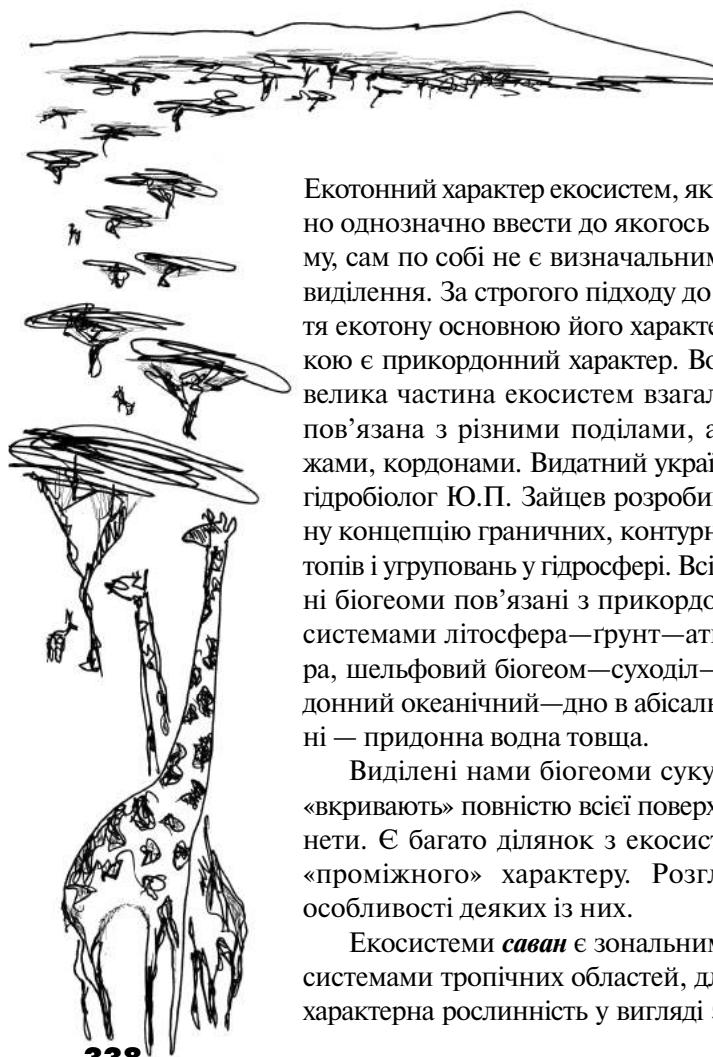 Екотонний характер екосистем, як
но однозначно ввести до якогось
му, сам по собі не є визначальним
виділення. За строгого підходу до
тя екотону основною його характе
кою є прикордонний характер. Во
велика частина екосистем взагал
пов’язана з різними поділами, а
жами, кордонами. Видатний украї
гідробіолог Ю.П. Зайцев розроби
ну концепцію граничних, контурн
топів і угруповань у гідросфері. Всі
ні біогеоми пов’язані з прикордо
системами літосфера—ґрунт—ат
ра, шельфовий біогеом—суходіл—
донний океанічний—дно в абісаль
ні — придонна водна товща.
Виділені нами біогеоми суку
«вкривають» повністю всієї поверх
нети. Є багато ділянок з екосист
«проміжного» характеру. Розгл
особливості деяких із них.
Екосистеми саван є зональним
системами тропічних областей, дл
характерна рослинність у вигляді
338